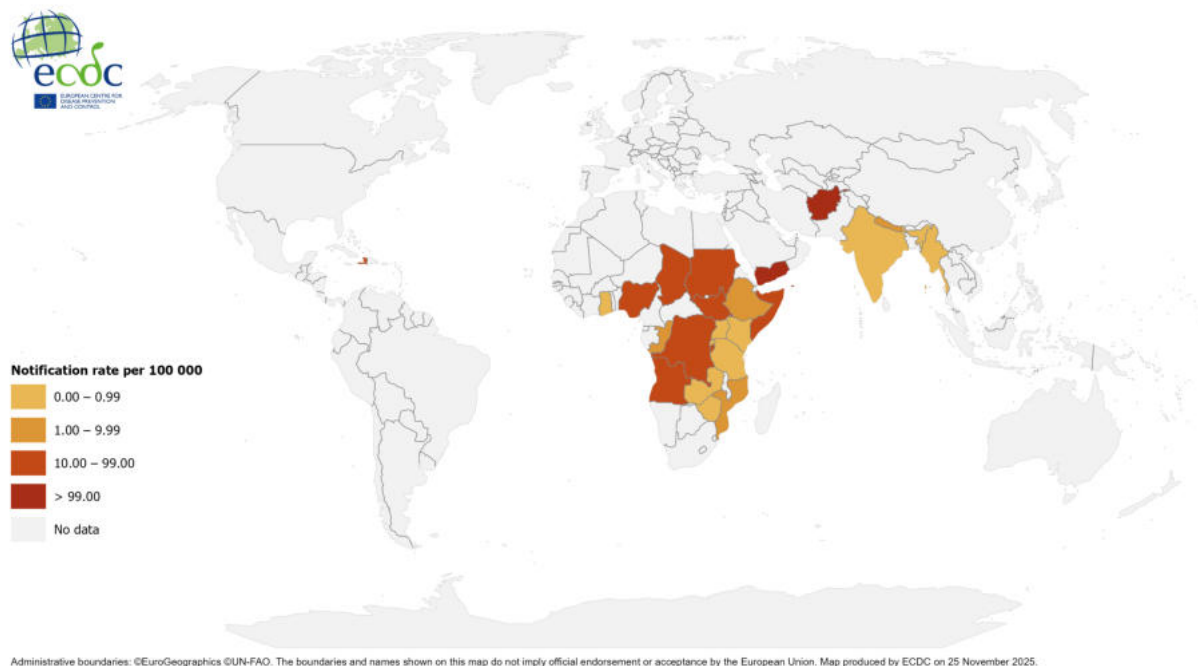 ecdc
EUROPEAN CENTRE FOR
DISEASE PREVENTION
AND CONTROL
Notification rate per 100 000
0.00 – 0.99
1.00 – 9.99
10.00 – 99.00
> 99.00
No data
Administrative boundaries: ©EuroGeographics ©UN-FAO. The boundaries and names shown on this map do not imply official endorsement or acceptance by the European Union. Map produced by ECDC on 25 November 2025.